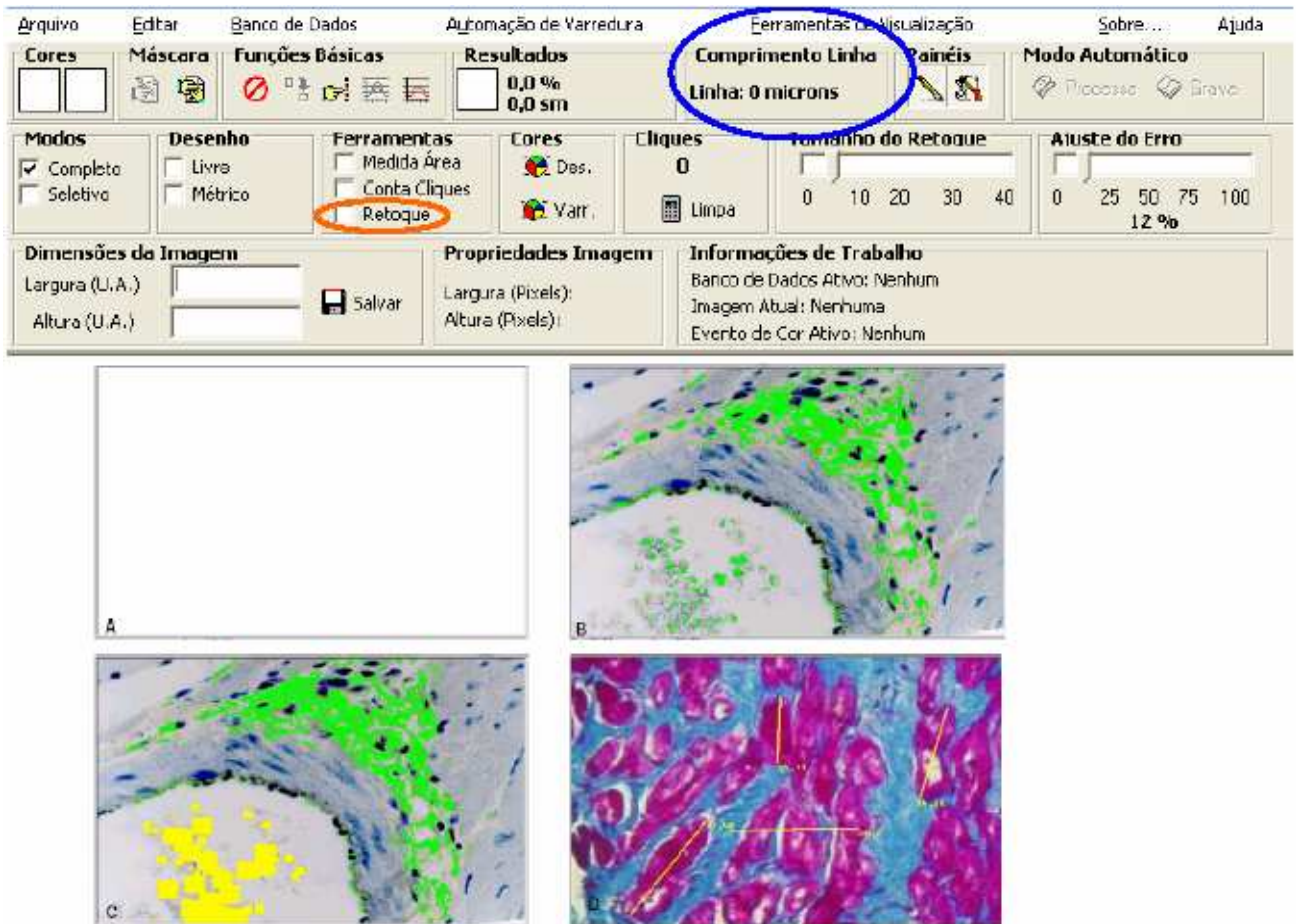 Arquivo Editar Banco de Dados Automação de Varredura Ferramentas de Visualização Sobre... Ajuda
Cores Máscara Funções Básicas Resultados Comprimento Linha Painéis Modo Automático
0,0 %
0,0 sm
Linha: 0 microns
Processa Grava
Modos Desenho Ferramentas Cores Cliques Tamanho do Retoque Ajuste do Erro
Completo Livre Medida Área Des. 0
Seletivo Métrico Conta Cliques
Retoque Varr. Limpa
0 10 20 30 40 0 25 50 75 100
12 %
Dimensões da Imagem Propriedades Imagem Informações de Trabalho
Largura (U.A.) Salvar Largura (Pixels): Banco de Dados Ativo: Nenhum
Altura (U.A.) Altura (Pixels): Imagem Atual: Nenhuma
Evento de Cor Ativo: Nenhum
A B
C D